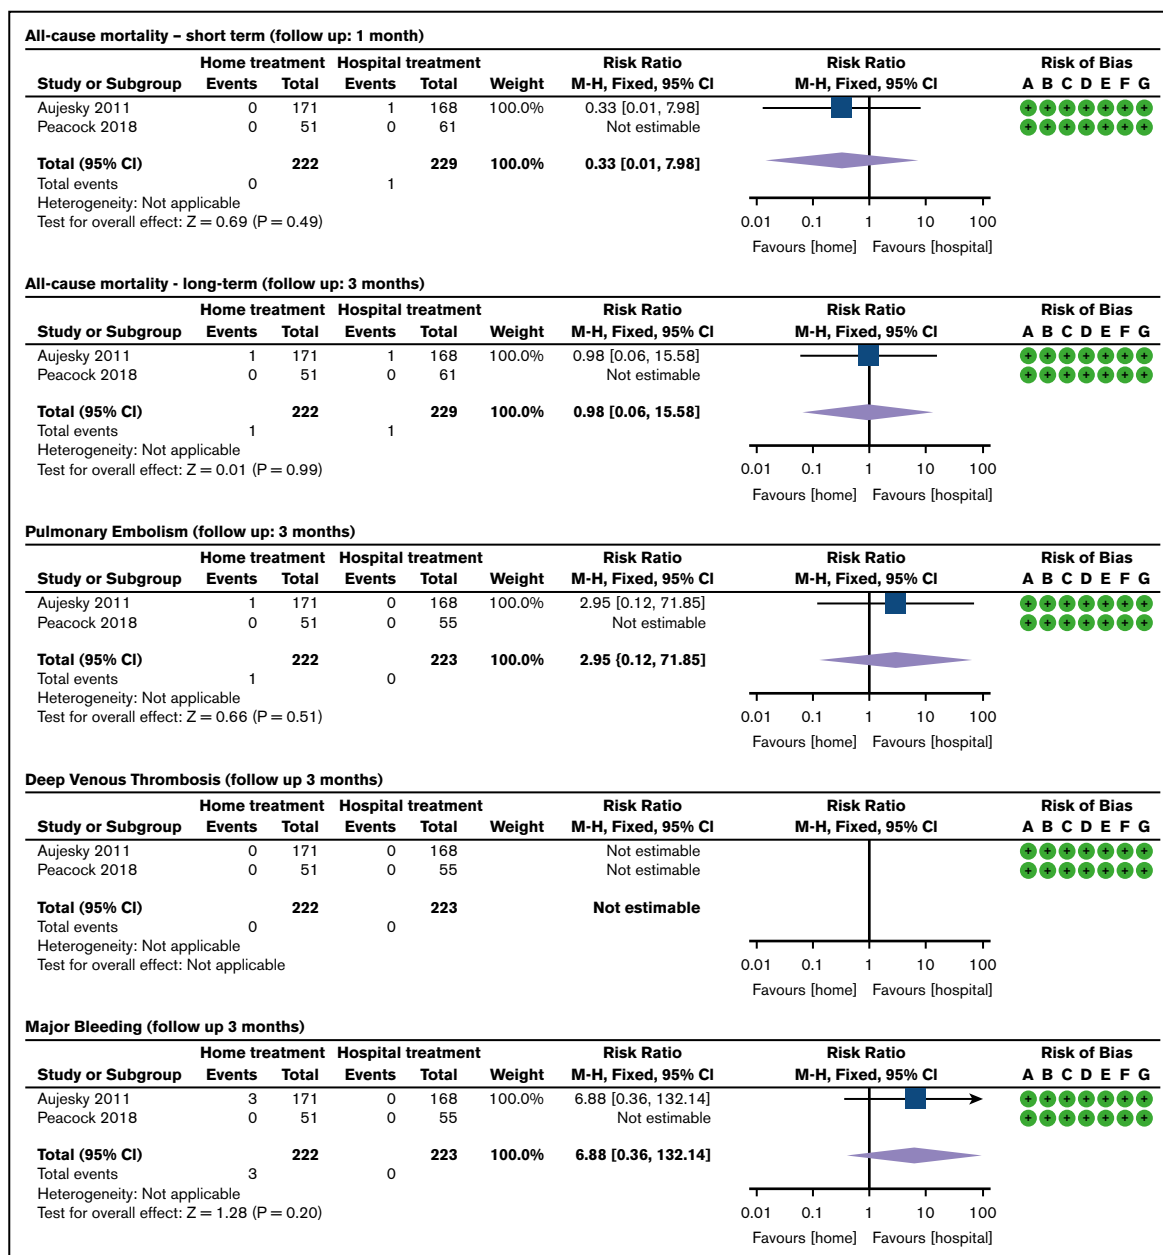 All-cause mortality – short term (follow up: 1 month)
Home treatment Hospital treatment Risk Ratio Risk Ratio Risk of Bias
Study or Subgroup Events Total Events Total Weight M-H, Fixed, 95% CI M-H, Fixed, 95% CI A B C D E F G
Aujesky 2011 0 171 1 168 100.0% 0.33 [0.01, 7.98] + + + + + + +
Peacock 2018 0 51 0 61 Not estimable + + + + + + +
Total (95% CI) 222 229 100.0% 0.33 [0.01, 7.98]
Total events 0 1
Heterogeneity: Not applicable
Test for overall effect: Z = 0.69 (P = 0.49)
0.01 0.1 1 10 100
Favours [home] Favours [hospital]
All-cause mortality - long-term (follow up: 3 months)
Home treatment Hospital treatment Risk Ratio Risk Ratio Risk of Bias
Study or Subgroup Events Total Events Total Weight M-H, Fixed, 95% CI M-H, Fixed, 95% CI A B C D E F G
Aujesky 2011 1 171 1 168 100.0% 0.98 [0.06, 15.58] + + + + + + +
Peacock 2018 0 51 0 61 Not estimable + + + + + + +
Total (95% CI) 222 229 100.0% 0.98 [0.06, 15.58]
Total events 1 1
Heterogeneity: Not applicable
Test for overall effect: Z = 0.01 (P = 0.99)
0.01 0.1 1 10 100
Favours [home] Favours [hospital]
Pulmonary Embolism (follow up: 3 months)
Home treatment Hospital treatment Risk Ratio Risk Ratio Risk of Bias
Study or Subgroup Events Total Events Total Weight M-H, Fixed, 95% CI M-H, Fixed, 95% CI A B C D E F G
Aujesky 2011 1 171 0 168 100.0% 2.95 [0.12, 71.85] + + + + + + +
Peacock 2018 0 51 0 55 Not estimable + + + + + + +
Total (95% CI) 222 223 100.0% 2.95 {0.12, 71.85]
Total events 1 0
Heterogeneity: Not applicable
Test for overall effect: Z = 0.66 (P = 0.51)
0.01 0.1 1 10 100
Favours [home] Favours [hospital]
Deep Venous Thrombosis (follow up 3 months)
Home treatment Hospital treatment Risk Ratio Risk Ratio Risk of Bias
Study or Subgroup Events Total Events Total Weight M-H, Fixed, 95% CI M-H, Fixed, 95% CI A B C D E F G
Aujesky 2011 0 171 0 168 Not estimable + + + + + + +
Peacock 2018 0 51 0 55 Not estimable + + + + + + +
Total (95% CI) 222 223 Not estimable
Total events 0 0
Heterogeneity: Not applicable
Test for overall effect: Not applicable
0.01 0.1 1 10 100
Favours [home] Favours [hospital]
Major Bleeding (follow up 3 months)
Home treatment Hospital treatment Risk Ratio Risk Ratio Risk of Bias
Study or Subgroup Events Total Events Total Weight M-H, Fixed, 95% CI M-H, Fixed, 95% CI A B C D E F G
Aujesky 2011 3 171 0 168 100.0% 6.88 [0.36, 132.14] + + + + + + +
Peacock 2018 0 51 0 55 Not estimable + + + + + + +
Total (95% CI) 222 223 100.0% 6.88 [0.36, 132.14]
Total events 3 0
Heterogeneity: Not applicable
Test for overall effect: Z = 1.28 (P = 0.20)
0.01 0.1 1 10 100
Favours [home] Favours [hospital]